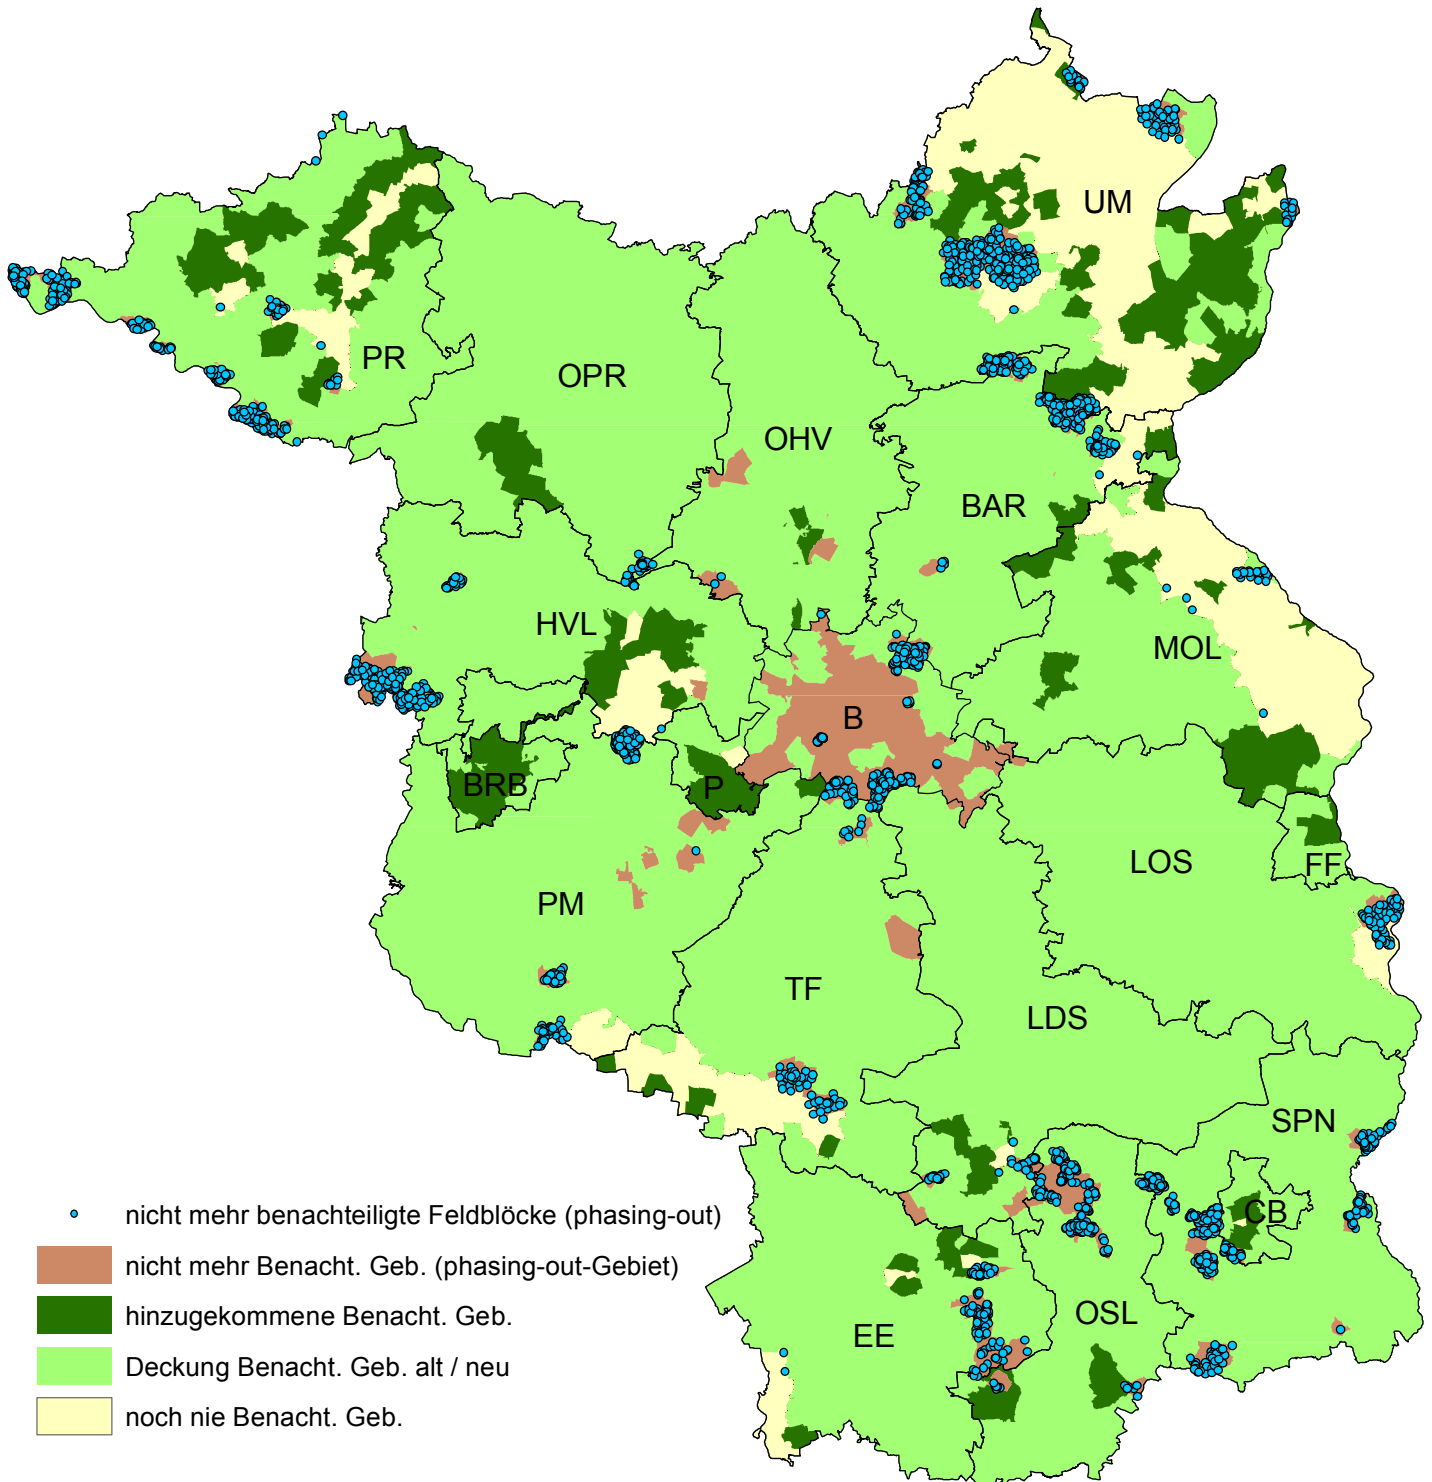 UM
PR
OPR
OHV
BAR
HVL
MOL
B
BRB
P
LOS
FF
PM
TF
LDS
SPN
CB
OSL
EE
nicht mehr benachteiligte Feldblöcke (phasing-out)
nicht mehr Benacht. Geb. (phasing-out-Gebiet)
hinzugekommene Benacht. Geb.
Deckung Benacht. Geb. alt / neu
noch nie Benacht. Geb.